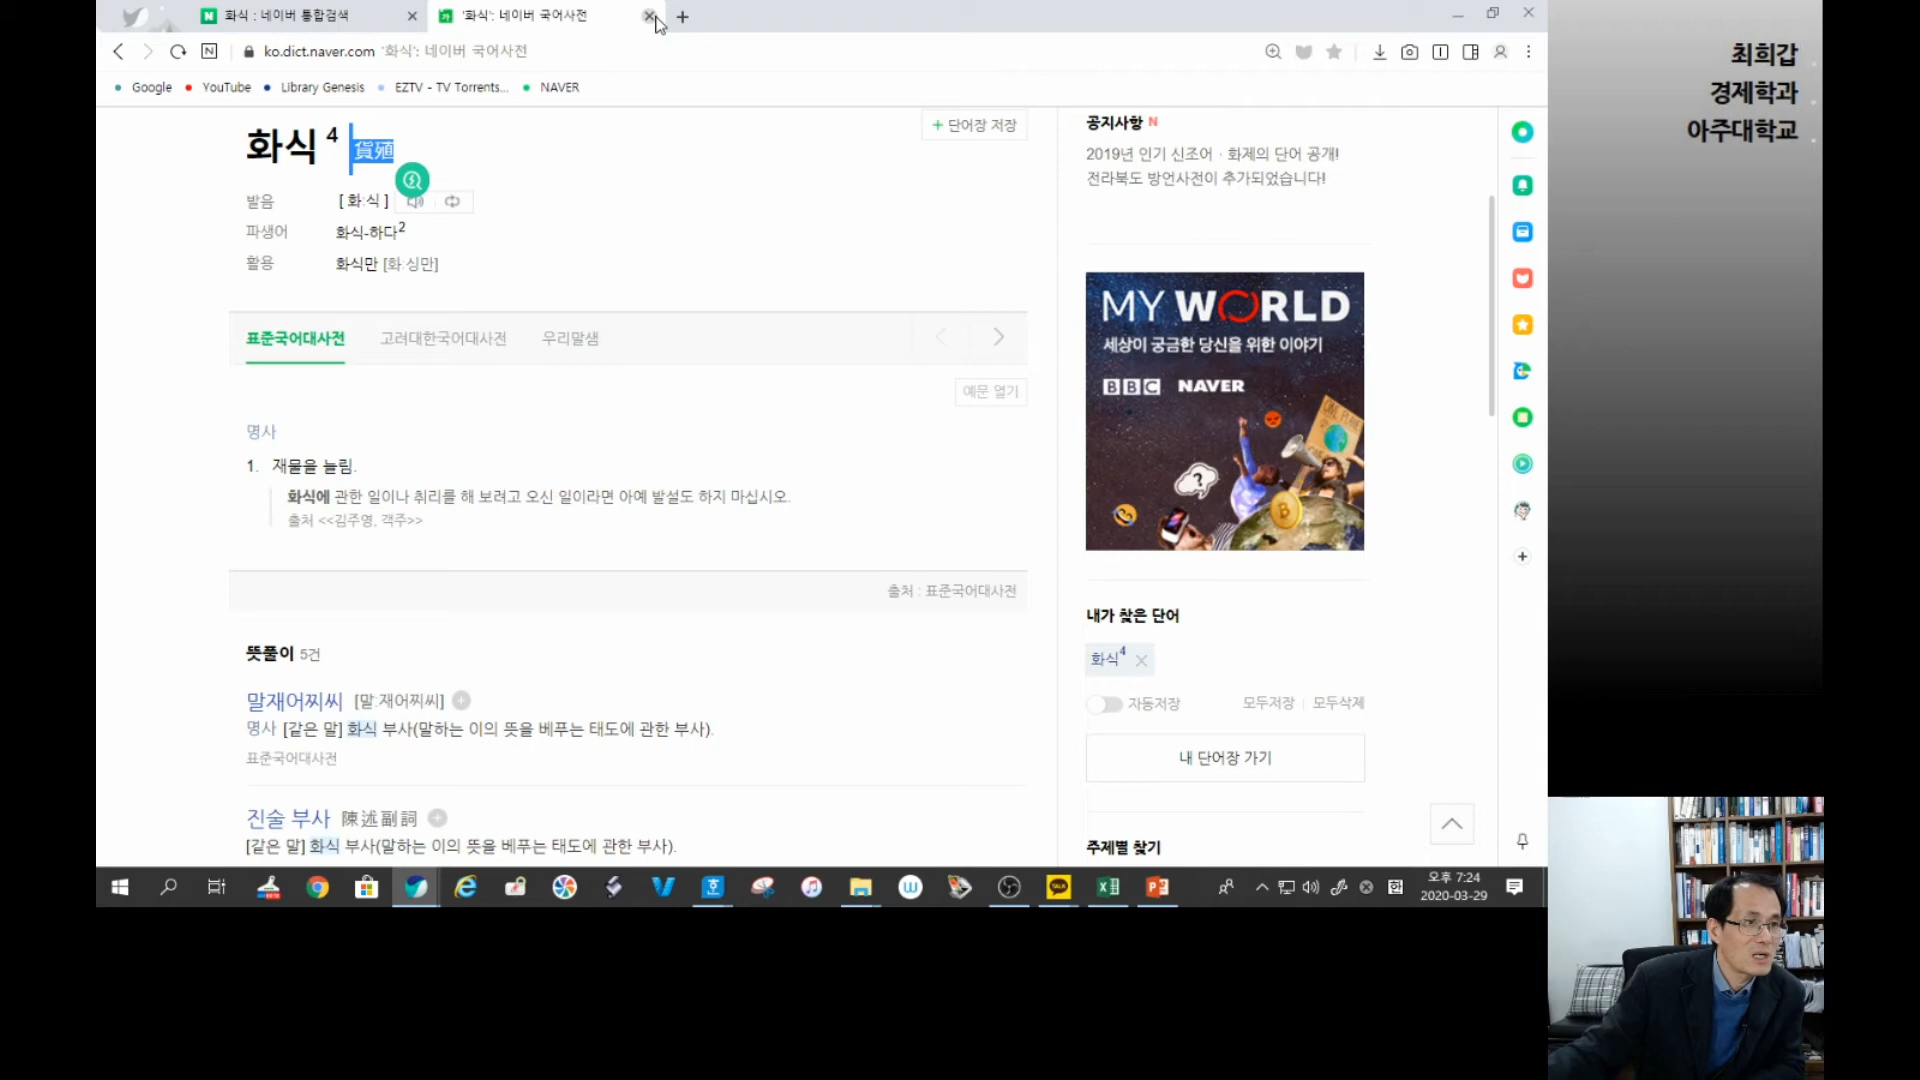 화식 : 네이버 통합검색
'화식': 네이버 국어사전
ko.dict.naver.com '화식': 네이버 국어사전
Google
YouTube
Library Genesis
EZTV - TV Torrents...
NAVER
최희갑
경제학과
아주대학교
화식 4 貨殖
+ 단어장 저장
발음 [ 화ː식 ]
파생어 화식-하다2
활용 화식만 [화ː싱만]
표준국어대사전
고려대한국어대사전
우리말샘
예문 열기
명사
1. 재물을 늘림.
화식에 관한 일이나 취리를 해 보려고 오신 일이라면 아예 발설도 하지 마십시오.
출처 <<김주영, 객주>>
출처 : 표준국어대사전
뜻풀이 5건
말재어찌씨 [말ː재어찌씨]
명사 [같은 말] 화식 부사(말하는 이의 뜻을 베푸는 태도에 관한 부사).
표준국어대사전
진술 부사 陳述副詞
[같은 말] 화식 부사(말하는 이의 뜻을 베푸는 태도에 관한 부사).
공지사항 N
2019년 인기 신조어 · 화제의 단어 공개!
전라북도 방언사전이 추가되었습니다!
MY WORLD
세상이 궁금한 당신을 위한 이야기
BBC NAVER
내가 찾은 단어
화식4
자동저장
모두저장 | 모두삭제
내 단어장 가기
주제별 찾기
오후 7:24
2020-03-29